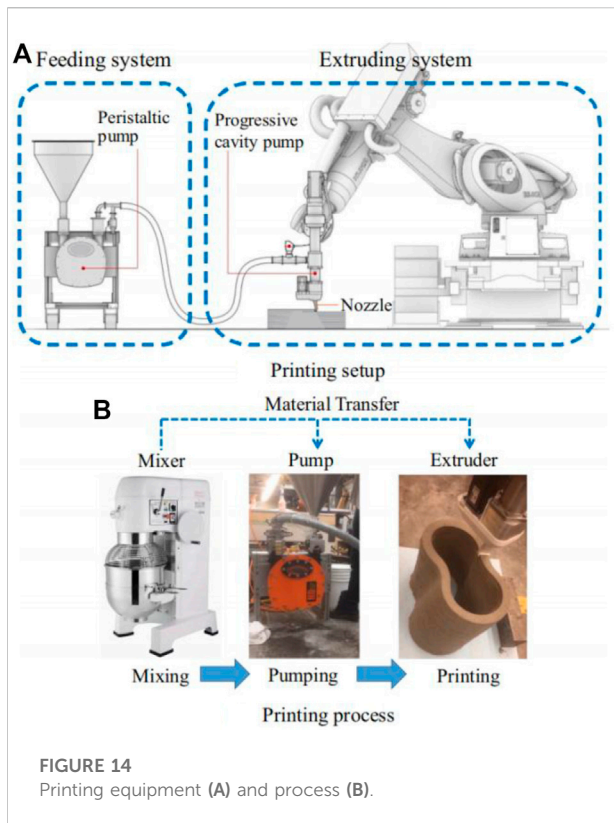 A
Feeding system
Extruding system
Peristaltic
pump
Progressive
cavity pump
Nozzle
Printing setup
B
Material Transfer
Mixer
Pump
Extruder
Mixing
Pumping
Printing
Printing process
FIGURE 14
Printing equipment (A) and process (B).